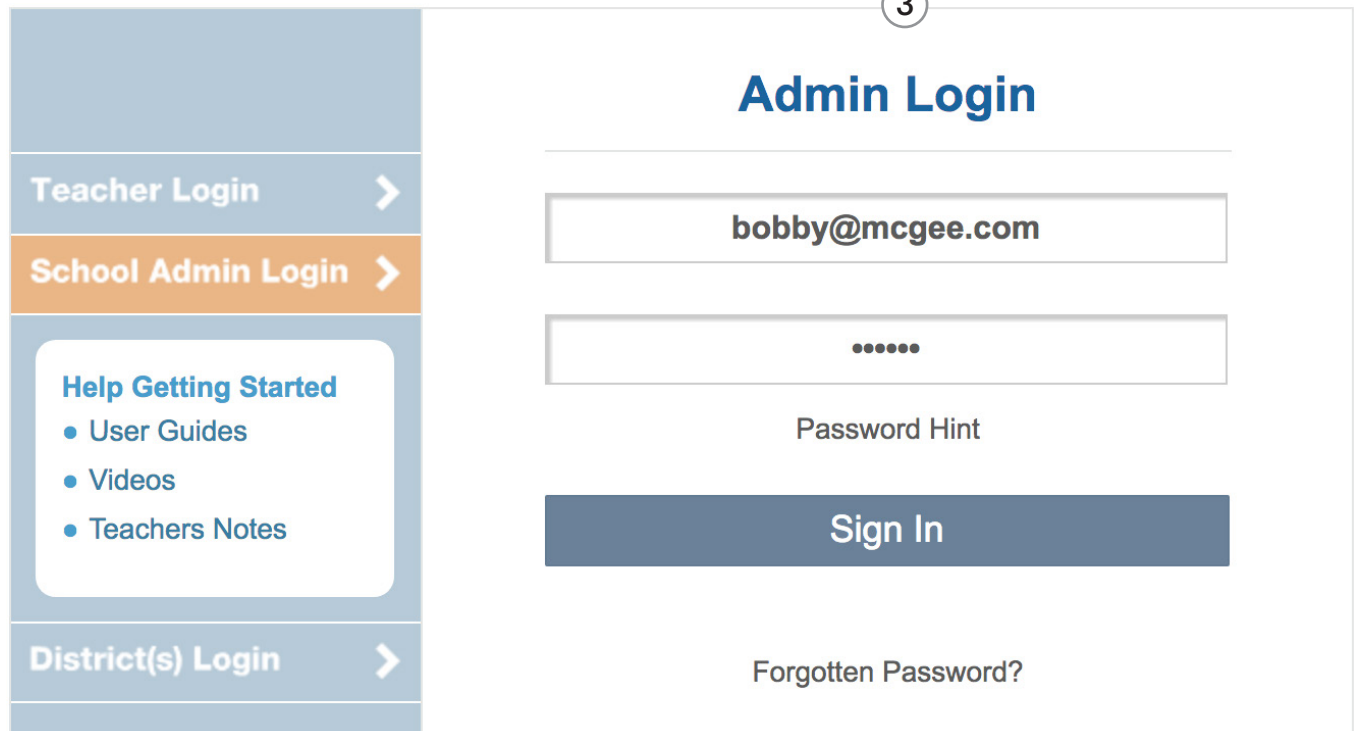 3
Admin Login
Teacher Login
School Admin Login
Help Getting Started
• User Guides
• Videos
• Teachers Notes
District(s) Login
bobby@mcgee.com
••••••
Password Hint
Sign In
Forgotten Password?